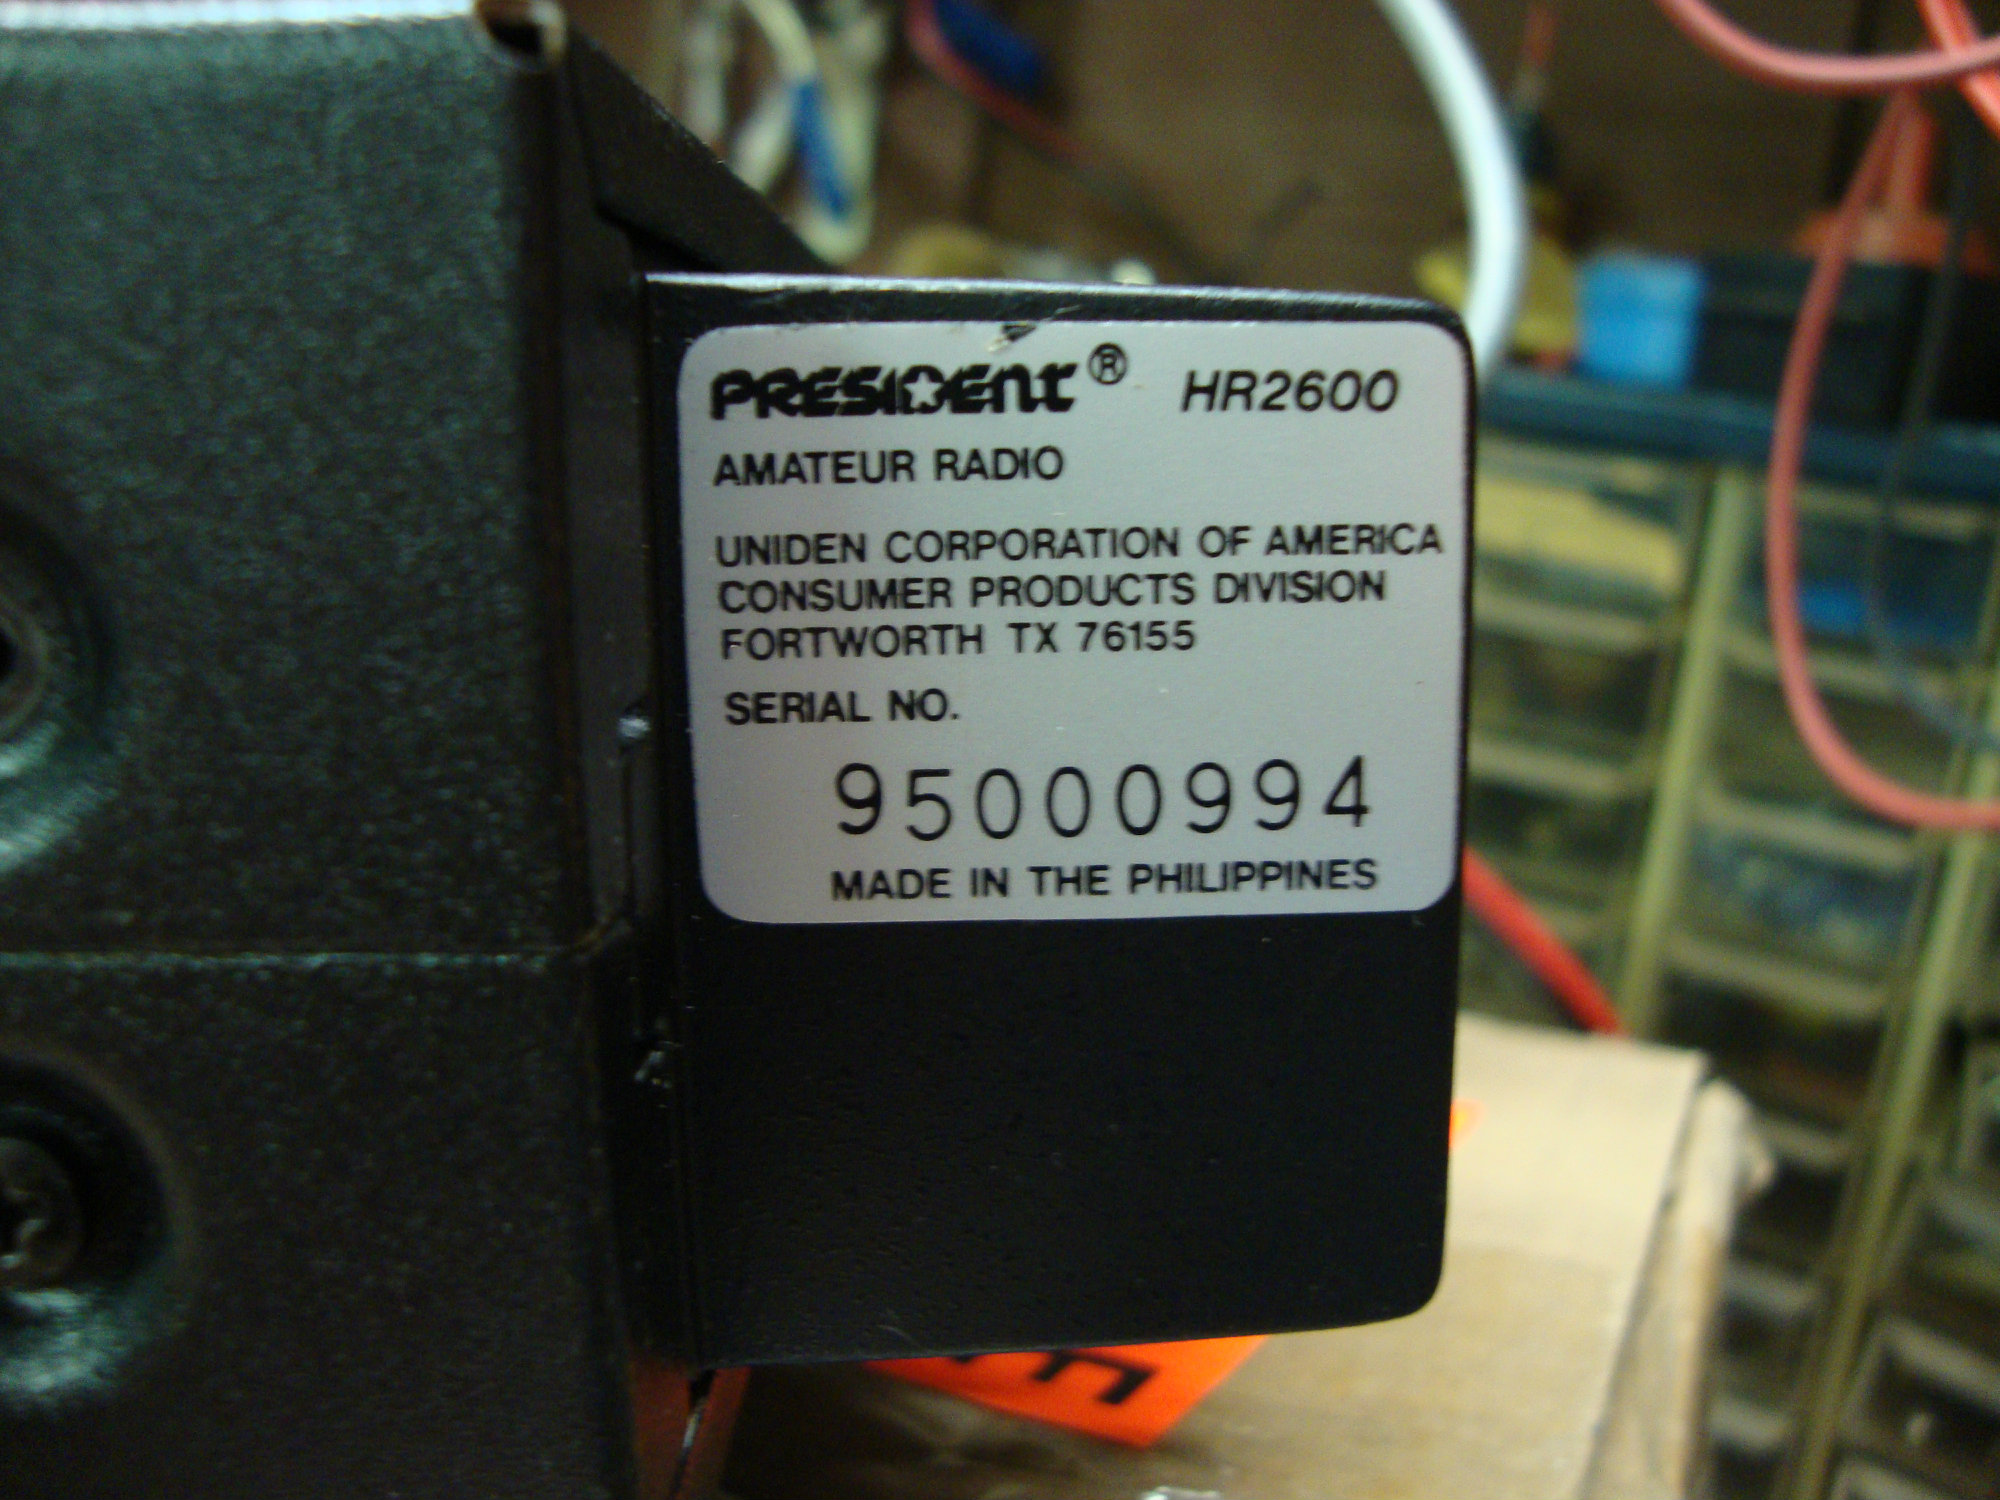 PRESIDENT® HR2600
AMATEUR RADIO
UNIDEN CORPORATION OF AMERICA
CONSUMER PRODUCTS DIVISION
FORTWORTH TX 76155
SERIAL NO.
95000994
MADE IN THE PHILIPPINES